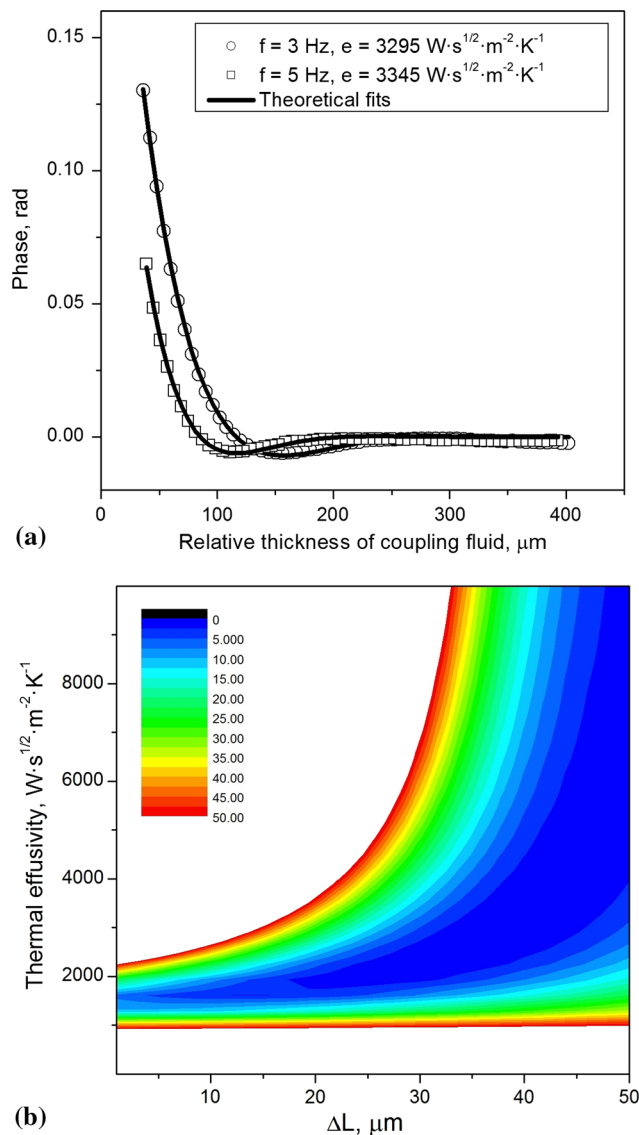 0.15
f = 3 Hz, e = 3295 W·s^1/2·m^-2·K^-1
f = 5 Hz, e = 3345 W·s^1/2·m^-2·K^-1
Theoretical fits
0.10
Phase, rad
0.05
0.00
0 100 200 300 400
(a) Relative thickness of coupling fluid, μm
0
5.000
10.00
15.00
20.00
25.00
30.00
35.00
40.00
45.00
50.00
8000
6000
4000
2000
Thermal effusivity, W·s^1/2·m^-2·K^-1
10 20 30 40 50
(b) ΔL, μm